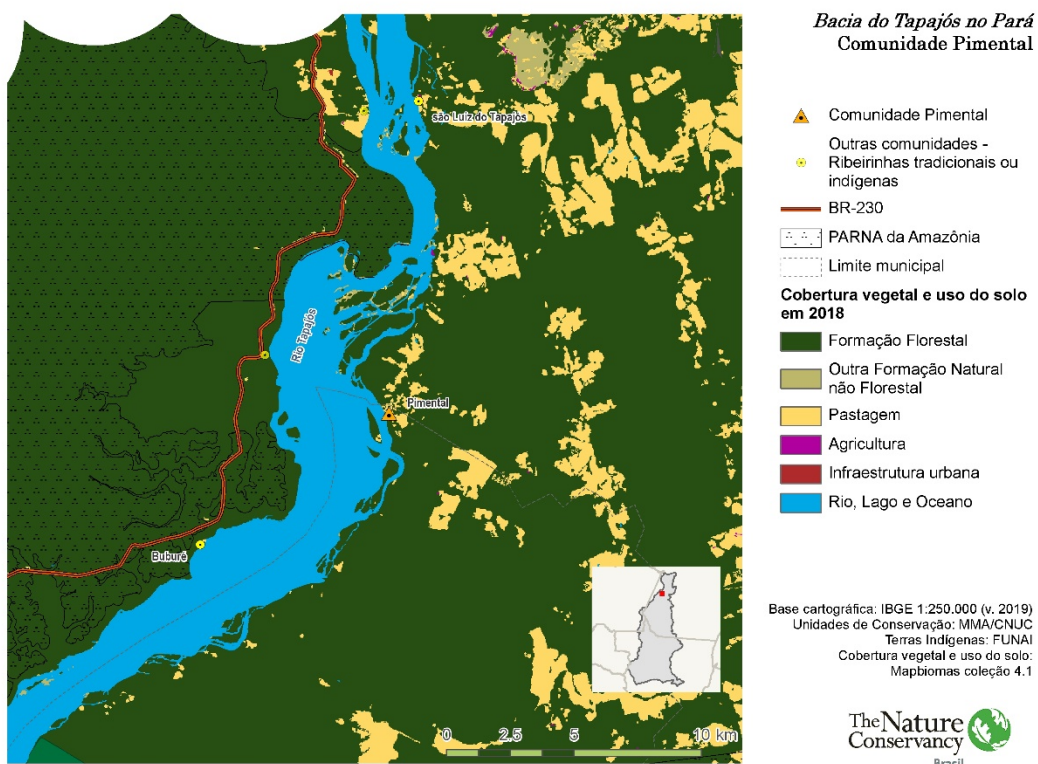 Bacia do Tapajós no Pará
Comunidade Pimental
Comunidade Pimental
Outras comunidades -
Ribeirinhas tradicionais ou
indígenas
BR-230
PARNA da Amazônia
Limite municipal
Cobertura vegetal e uso do solo
em 2018
Formação Florestal
Outra Formação Natural
não Florestal
Pastagem
Agricultura
Infraestrutura urbana
Rio, Lago e Oceano
são Luiz do Tapajós
Rio Tapajós
Pimental
Buburé
0 2.5 5 10 km
Base cartográfica: IBGE 1:250.000 (v. 2019)
Unidades de Conservação: MMA/CNUC
Terras Indígenas: FUNAI
Cobertura vegetal e uso do solo:
Mapbiomas coleção 4.1
The Nature
Conservancy
Brasil